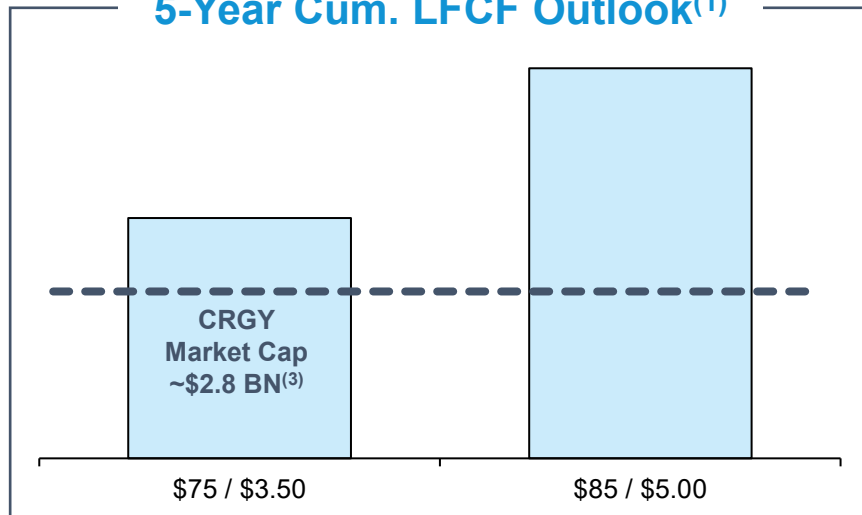 5-Year Cum. LFCF Outlook(1)
CRGY
Market Cap
~$2.8 BN(3)
$75 / $3.50
$85 / $5.00